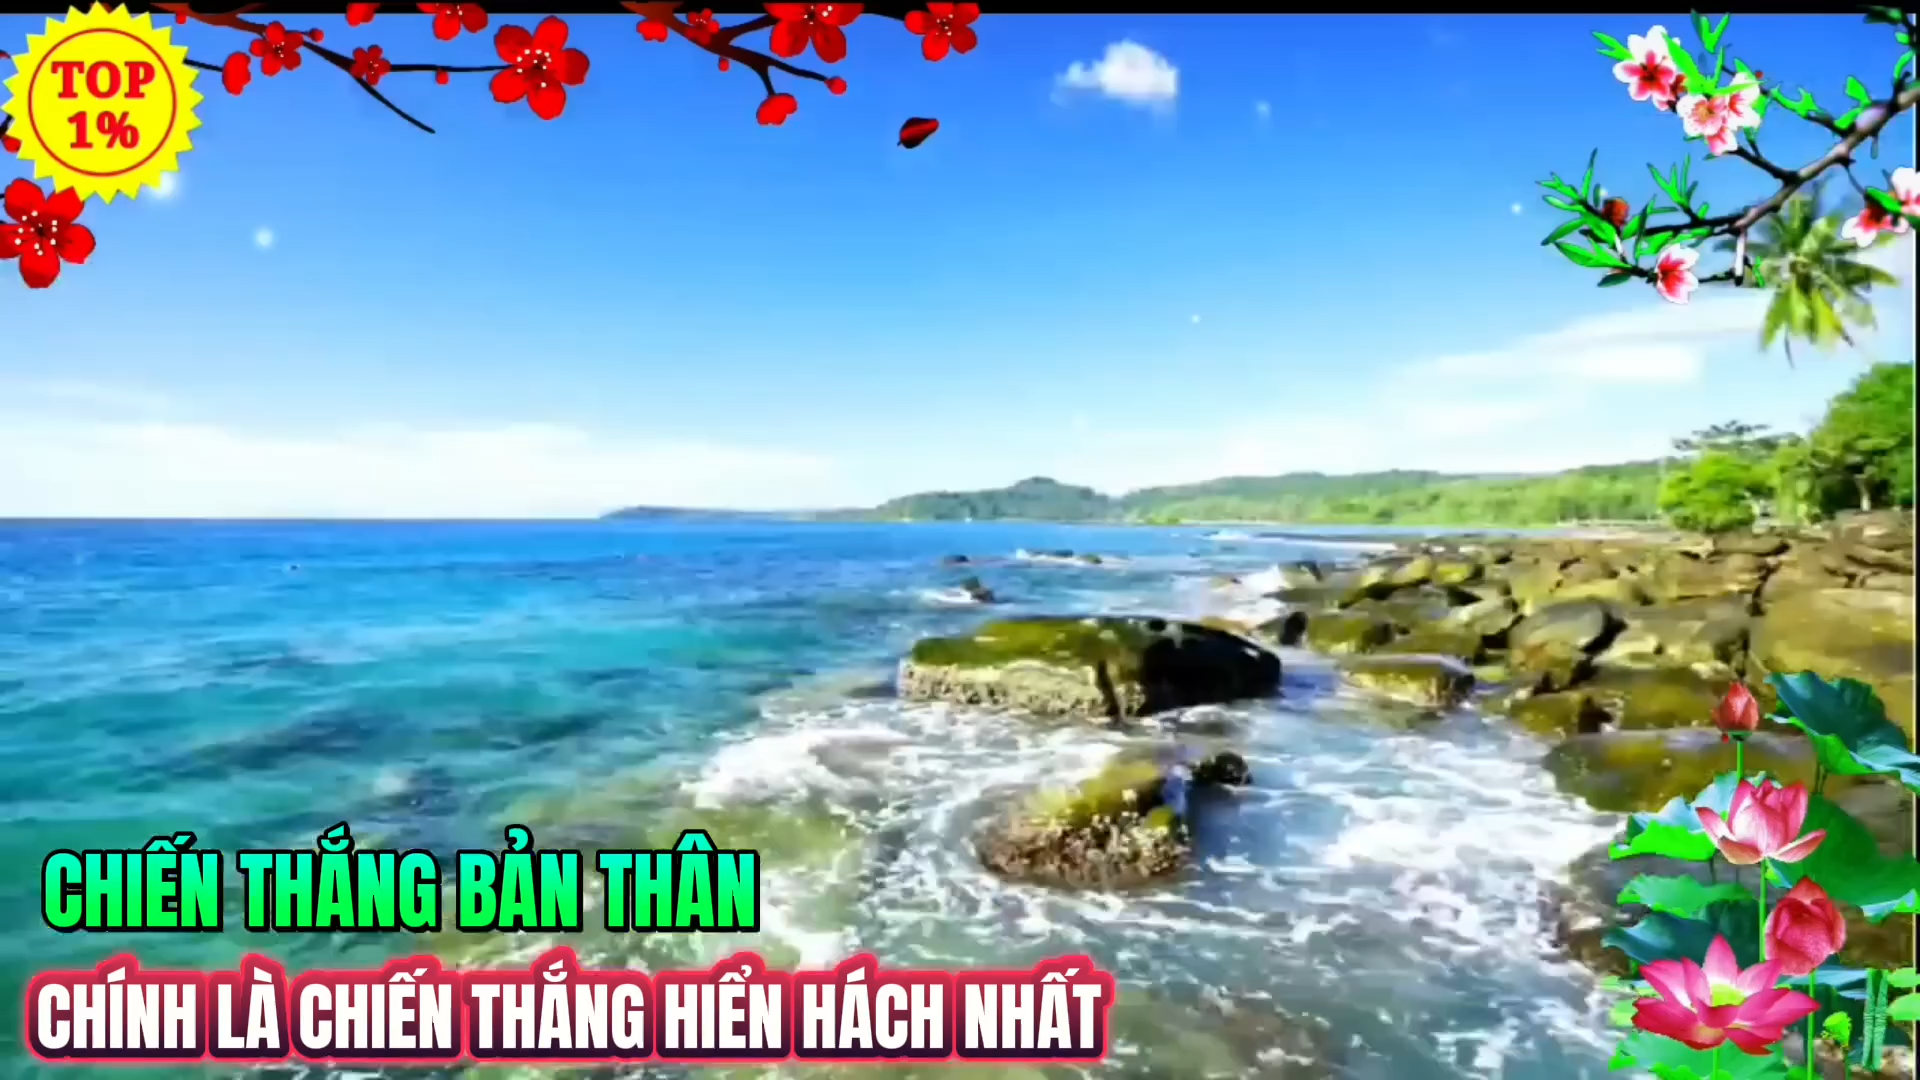 TOP
1%
CHIẾN THẮNG BẢN THÂN
CHÍNH LÀ CHIẾN THẮNG HIỂN HÁCH NHẤT